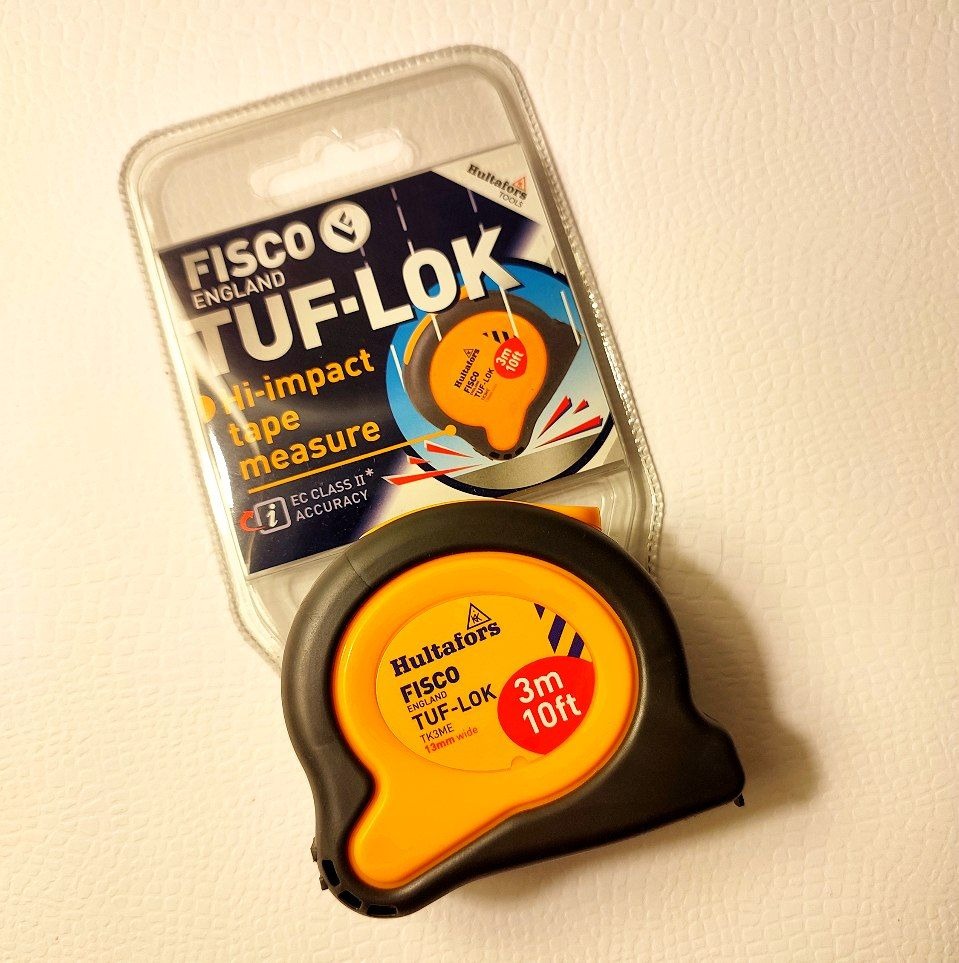 Hultafors
TOOLS
FISCO
ENGLAND
TUF-LOK
Hi-impact
tape
measure
EC CLASS II*
ACCURACY
Hultafors
FISCO
TUF-LOK
3m
10ft
Hultafors
FISCO
ENGLAND
TUF-LOK
TK3ME
13mm wide
3m
10ft